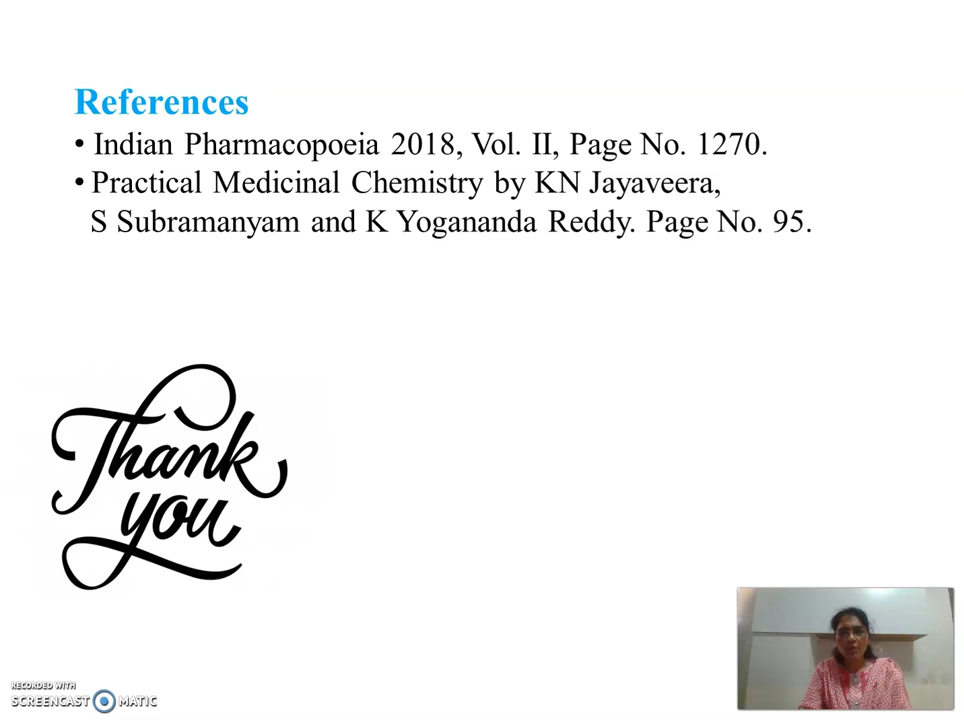 References
• Indian Pharmacopoeia 2018, Vol. II, Page No. 1270.
• Practical Medicinal Chemistry by KN Jayaveera,
S Subramanyam and K Yogananda Reddy. Page No. 95.
Thank
you
RECORDED WITH
SCREENCAST MATIC